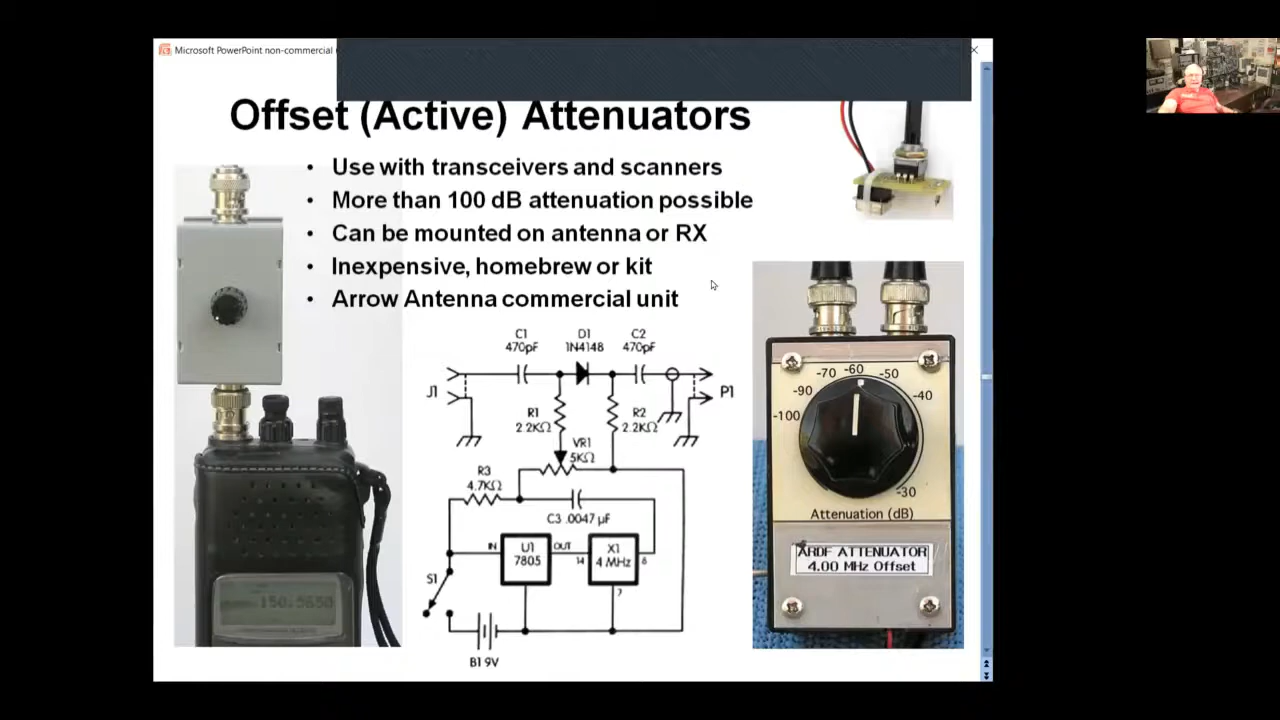 Microsoft PowerPoint non-commercial
Offset (Active) Attenuators
• Use with transceivers and scanners
• More than 100 dB attenuation possible
• Can be mounted on antenna or RX
• Inexpensive, homebrew or kit
• Arrow Antenna commercial unit
C1
470pF
D1
1N4148
C2
470pF
J1
P1
R1
2.2KΩ
R2
2.2KΩ
VR1
5KΩ
R3
4.7KΩ
C3 .0047 µF
IN
U1
7805
OUT
14
X1
4 MHz
8
7
S1
B1 9V
-100
-90
-70
-60
-50
-40
-30
Attenuation (dB)
ARDF ATTENUATOR
4.00 MHz Offset